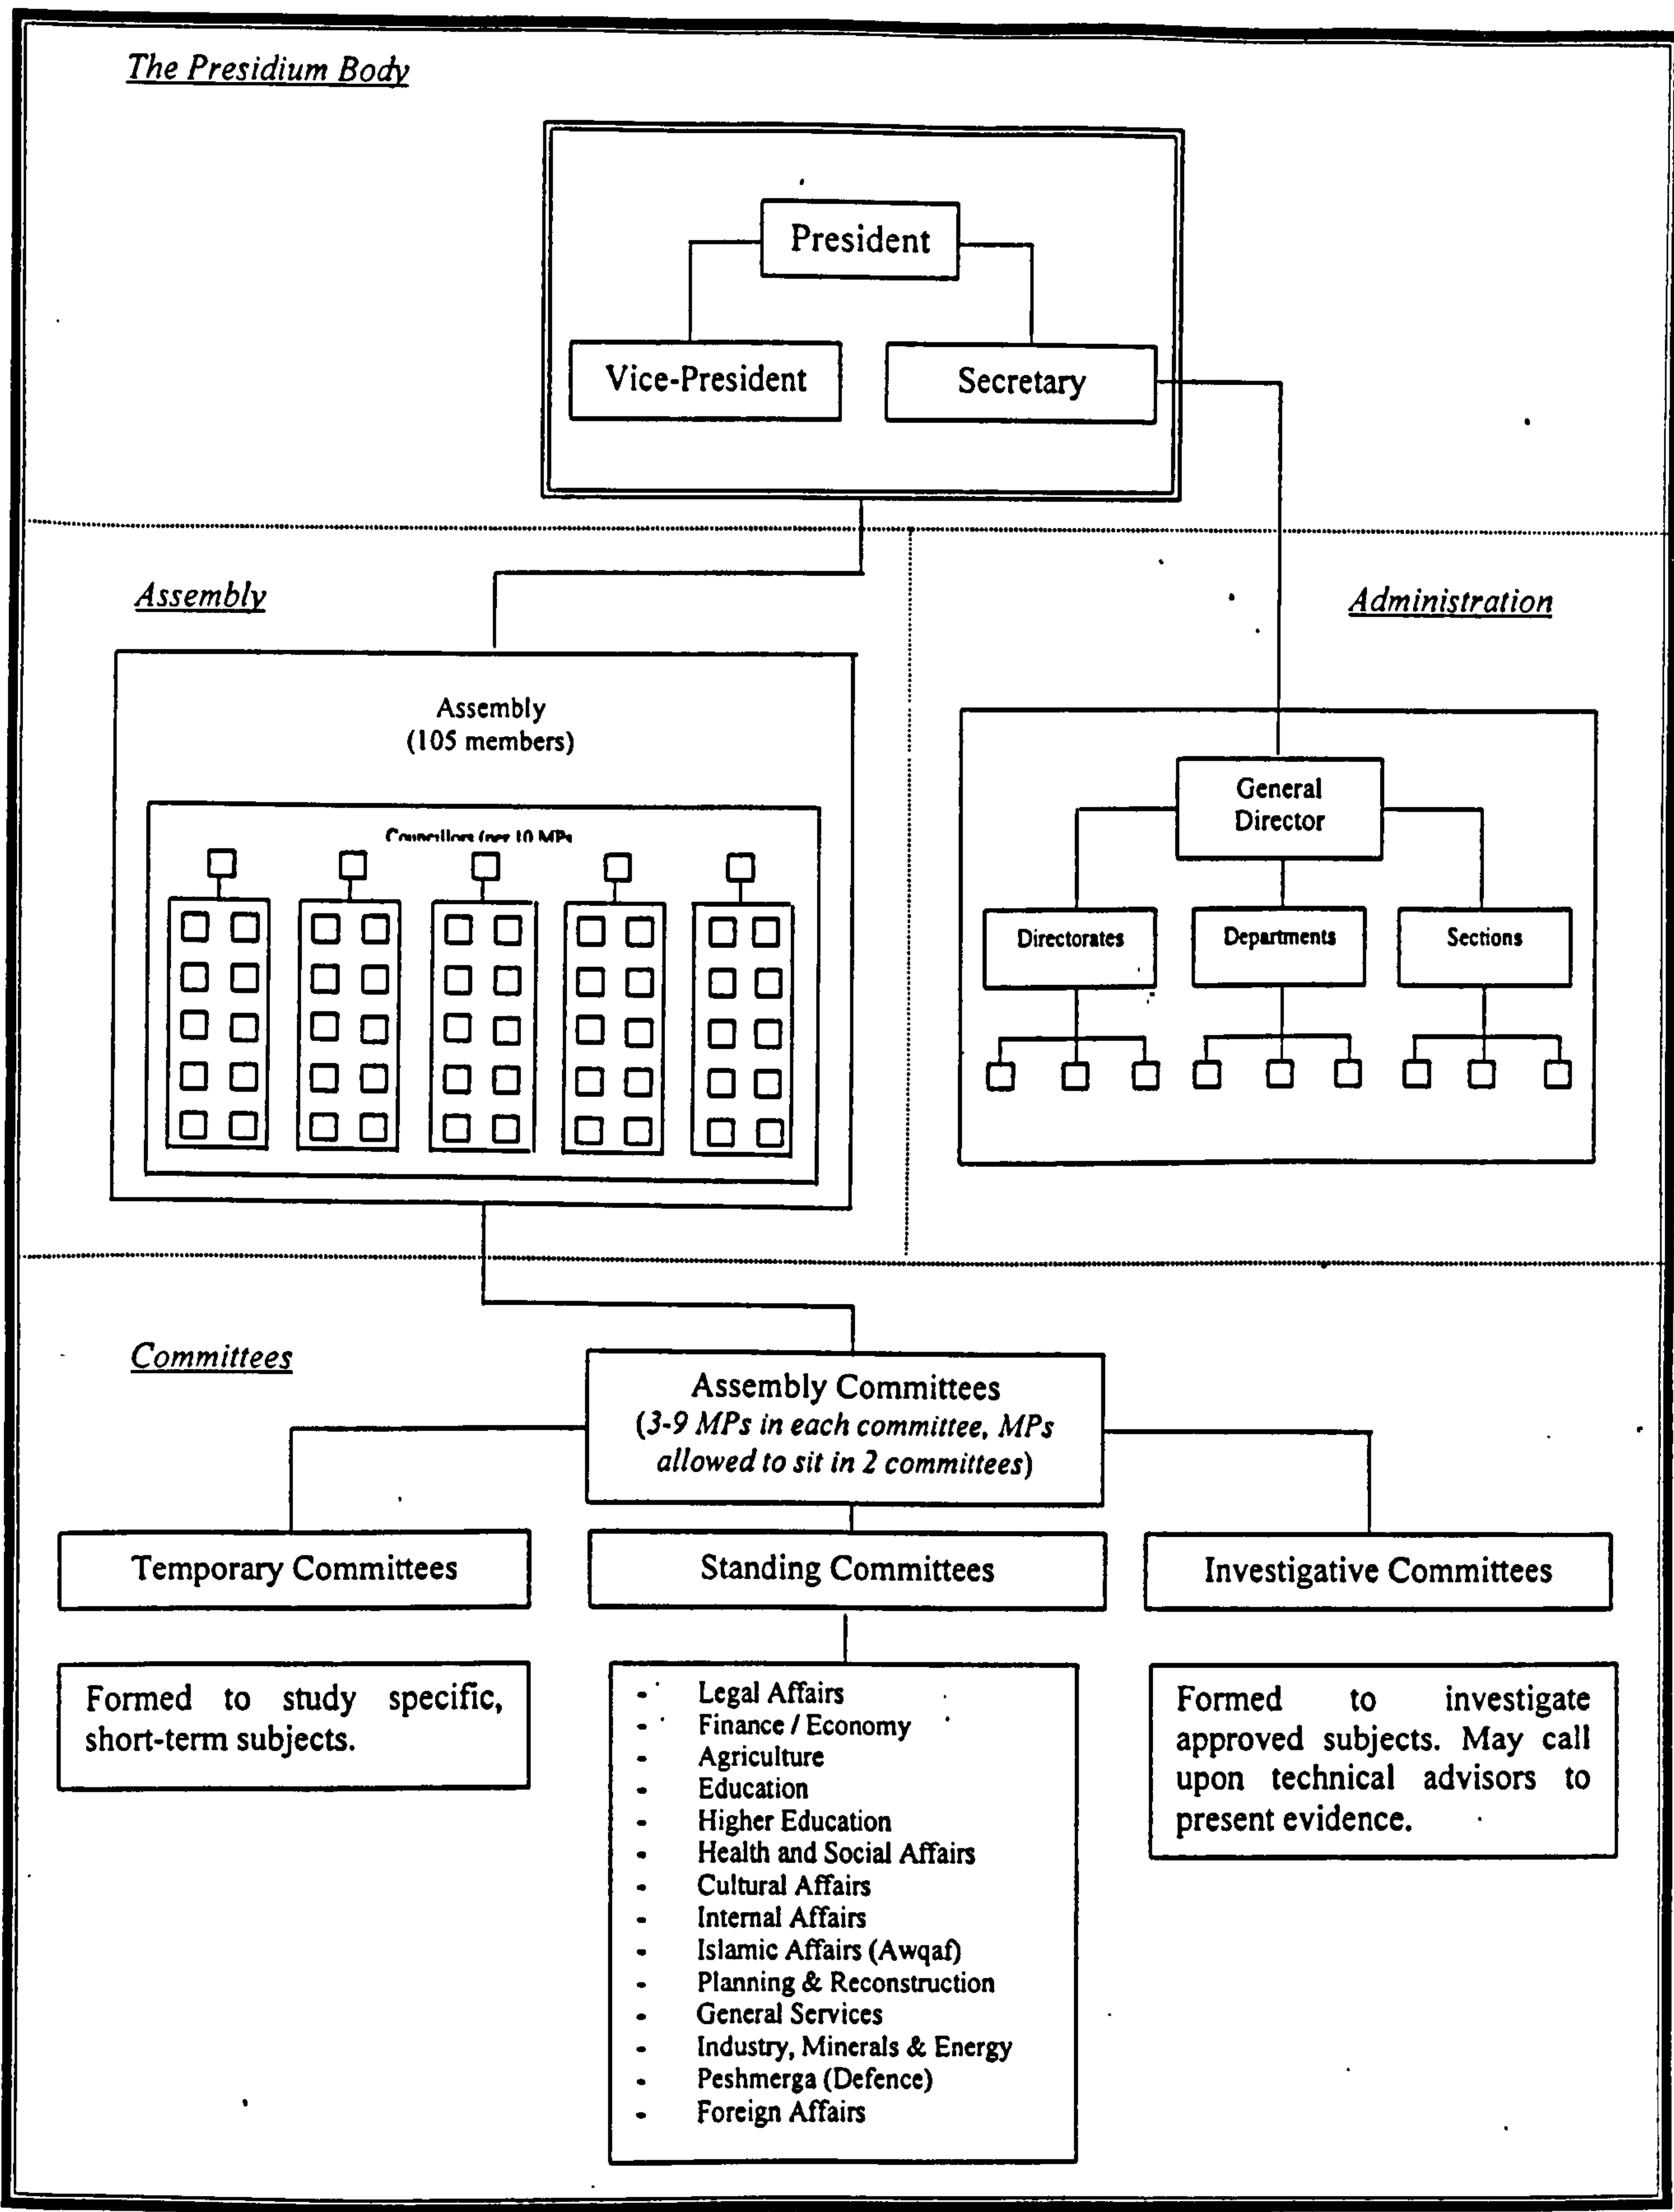 The Presidium Body
President
Vice-President
Secretary
Assembly
Administration
Assembly
(105 members)
Councillors (per 10 MPs
General
Director
Directorates
Departments
Sections
Committees
Assembly Committees
(3-9 MPs in each committee, MPs
allowed to sit in 2 committees)
Temporary Committees
Standing Committees
Investigative Committees
Formed to study specific,
short-term subjects.
- Legal Affairs
- Finance / Economy
- Agriculture
- Education
- Higher Education
- Health and Social Affairs
- Cultural Affairs
- Internal Affairs
- Islamic Affairs (Awqaf)
- Planning & Reconstruction
- General Services
- Industry, Minerals & Energy
- Peshmerga (Defence)
- Foreign Affairs
Formed to investigate
approved subjects. May call
upon technical advisors to
present evidence.